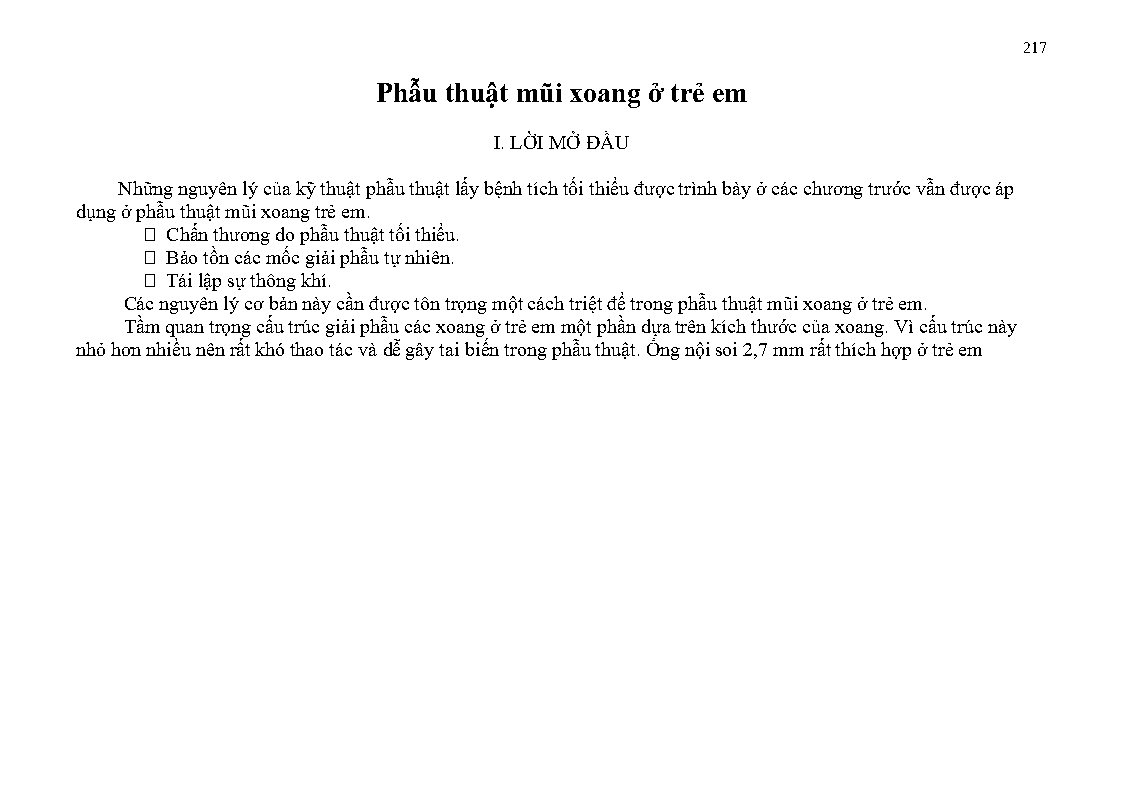 217
Phẫu thuật mũi xoang ở trẻ em
I. LỜI MỞ ĐẦU
Những nguyên lý của kỹ thuật phẫu thuật lấy bệnh tích tối thiểu được trình bày ở các chương trước vẫn được áp
dụng ở phẫu thuật mũi xoang trẻ em.
Chấn thương do phẫu thuật tối thiểu.
Bảo tồn các mốc giải phẫu tự nhiên.
Tái lập sự thông khí.
Các nguyên lý cơ bản này cần được tôn trọng một cách triệt để trong phẫu thuật mũi xoang ở trẻ em.
Tầm quan trọng cấu trúc giải phẫu các xoang ở trẻ em một phần dựa trên kích thước của xoang. Vì cấu trúc này
nhỏ hơn nhiều nên rất khó thao tác và dễ gây tai biến trong phẫu thuật. Ống nội soi 2,7 mm rất thích hợp ở trẻ em